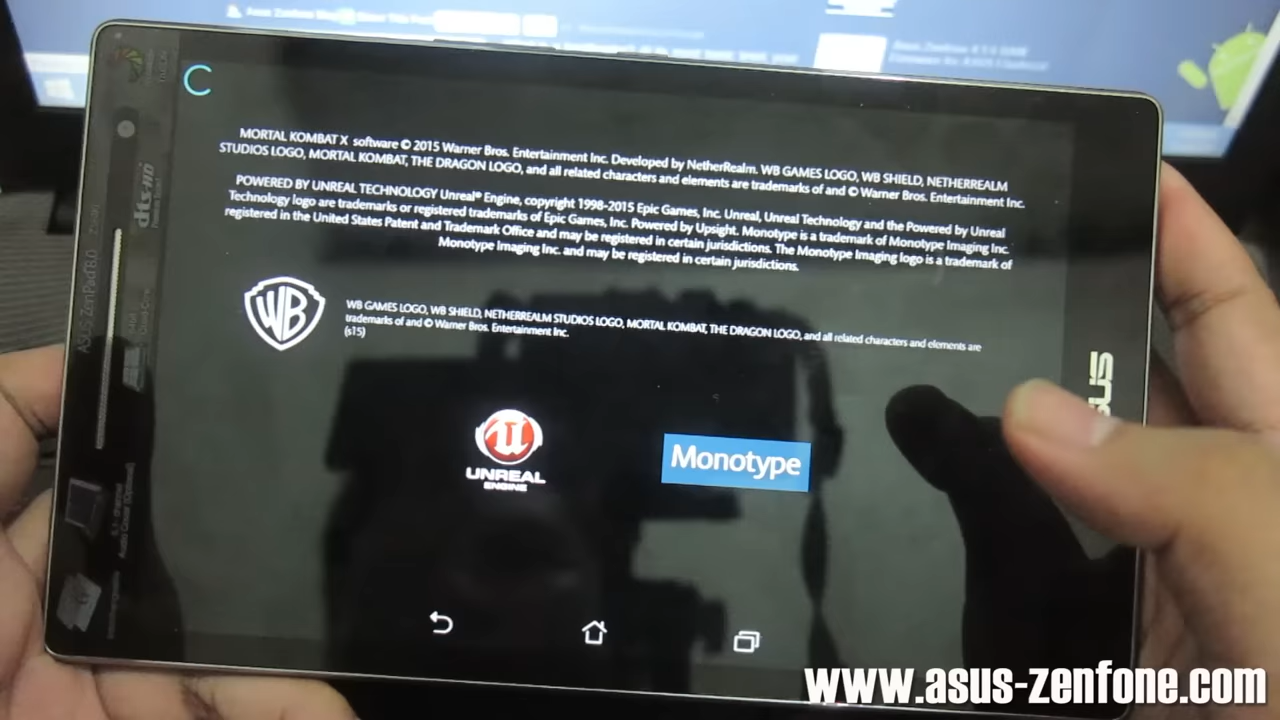 MORTAL KOMBAT X software © 2015 Warner Bros. Entertainment Inc. Developed by NetherRealm. WB GAMES LOGO, WB SHIELD, NETHERREALM
STUDIOS LOGO, MORTAL KOMBAT, THE DRAGON LOGO, and all related characters and elements are trademarks of and © Warner Bros. Entertainment Inc.
POWERED BY UNREAL TECHNOLOGY Unreal® Engine, copyright 1998-2015 Epic Games, Inc. Unreal, Unreal Technology and the Powered by Unreal
Technology logo are trademarks or registered trademarks of Epic Games, Inc. Powered by Upsight. Monotype is a trademark of Monotype Imaging Inc.
registered in the United States Patent and Trademark Office and may be registered in certain jurisdictions. The Monotype Imaging logo is a trademark of
Monotype Imaging Inc. and may be registered in certain jurisdictions.
WB
WB GAMES LOGO, WB SHIELD, NETHERREALM STUDIOS LOGO, MORTAL KOMBAT, THE DRAGON LOGO, and all related characters and elements are
trademarks of and © Warner Bros. Entertainment Inc.
(s15)
UNREAL
ENGINE
Monotype
ASUS ZenPad 8.0
dts-HD
SUS
www.asus-zenfone.com